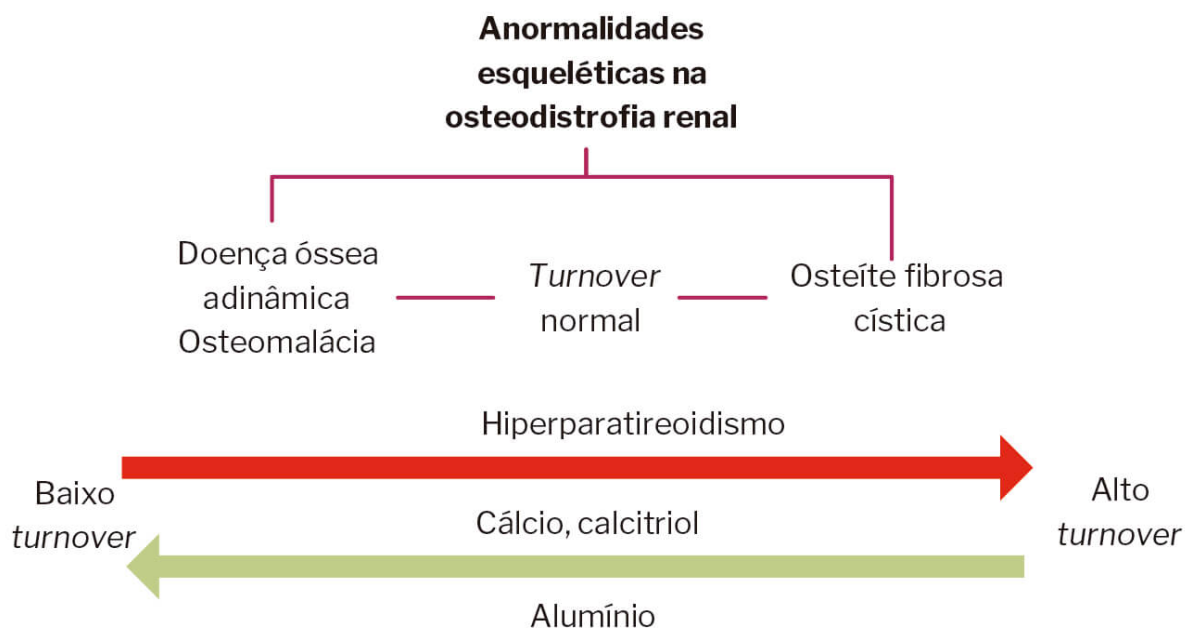 Anormalidades
esqueléticas na
osteodistrofia renal
Doença óssea
adinâmica
Osteomalácia
Turnover
normal
Osteíte fibrosa
cística
Hiperparatireoidismo
Baixo
turnover
Alto
turnover
Cálcio, calcitriol
Alumínio